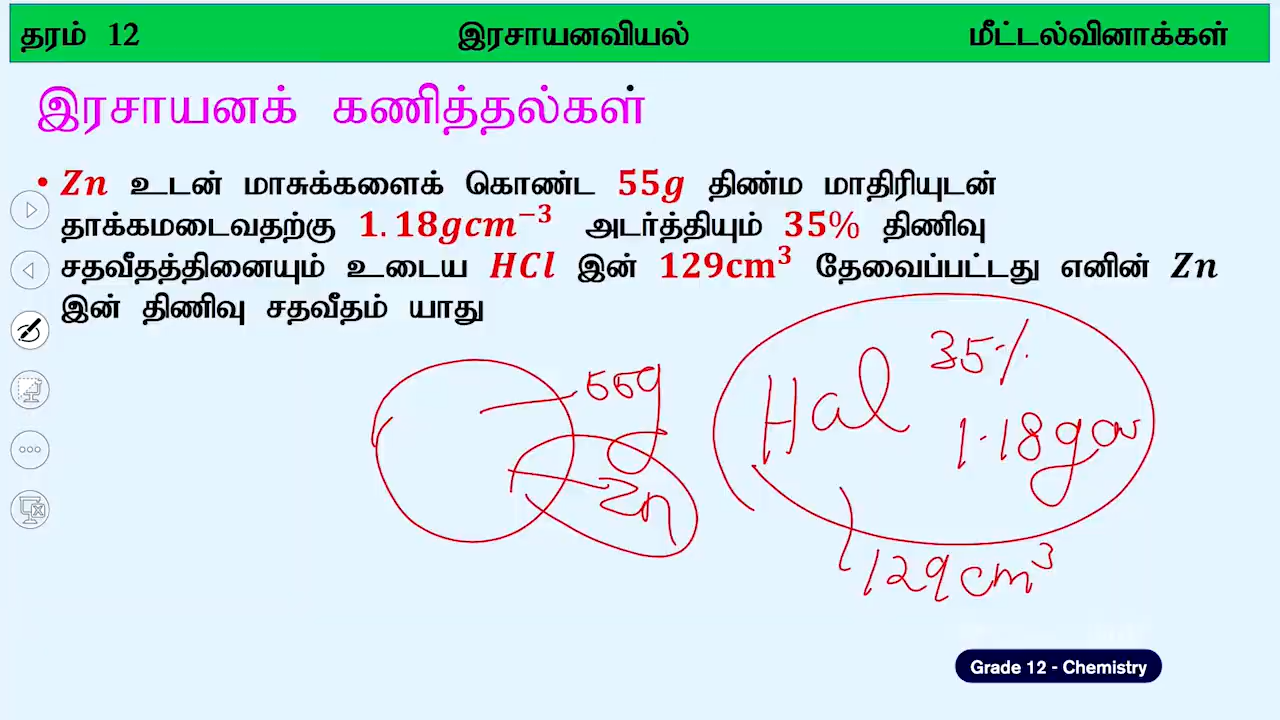 தரம் 12 இரசாயனவியல் மீட்டல்வினாக்கள்
இரசாயனக் கணித்தல்கள்
• Zn உடன் மாசுக்களைக் கொண்ட 55g திண்ம மாதிரியுடன்
தாக்கமடைவதற்கு 1.18gcm⁻³ அடர்த்தியும் 35% திணிவு
சதவீதத்தினையும் உடைய HCl இன் 129cm³ தேவைப்பட்டது எனின் Zn
இன் திணிவு சதவீதம் யாது
55g
Zn
HCl 35%
1.18g
129cm³
Grade 12 - Chemistry